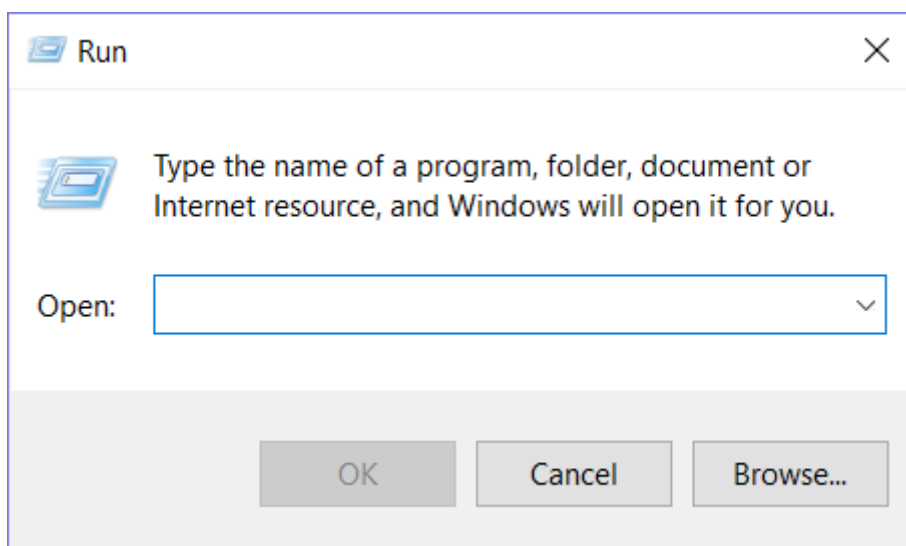 Run
Type the name of a program, folder, document or
Internet resource, and Windows will open it for you.
Open:
OK
Cancel
Browse...